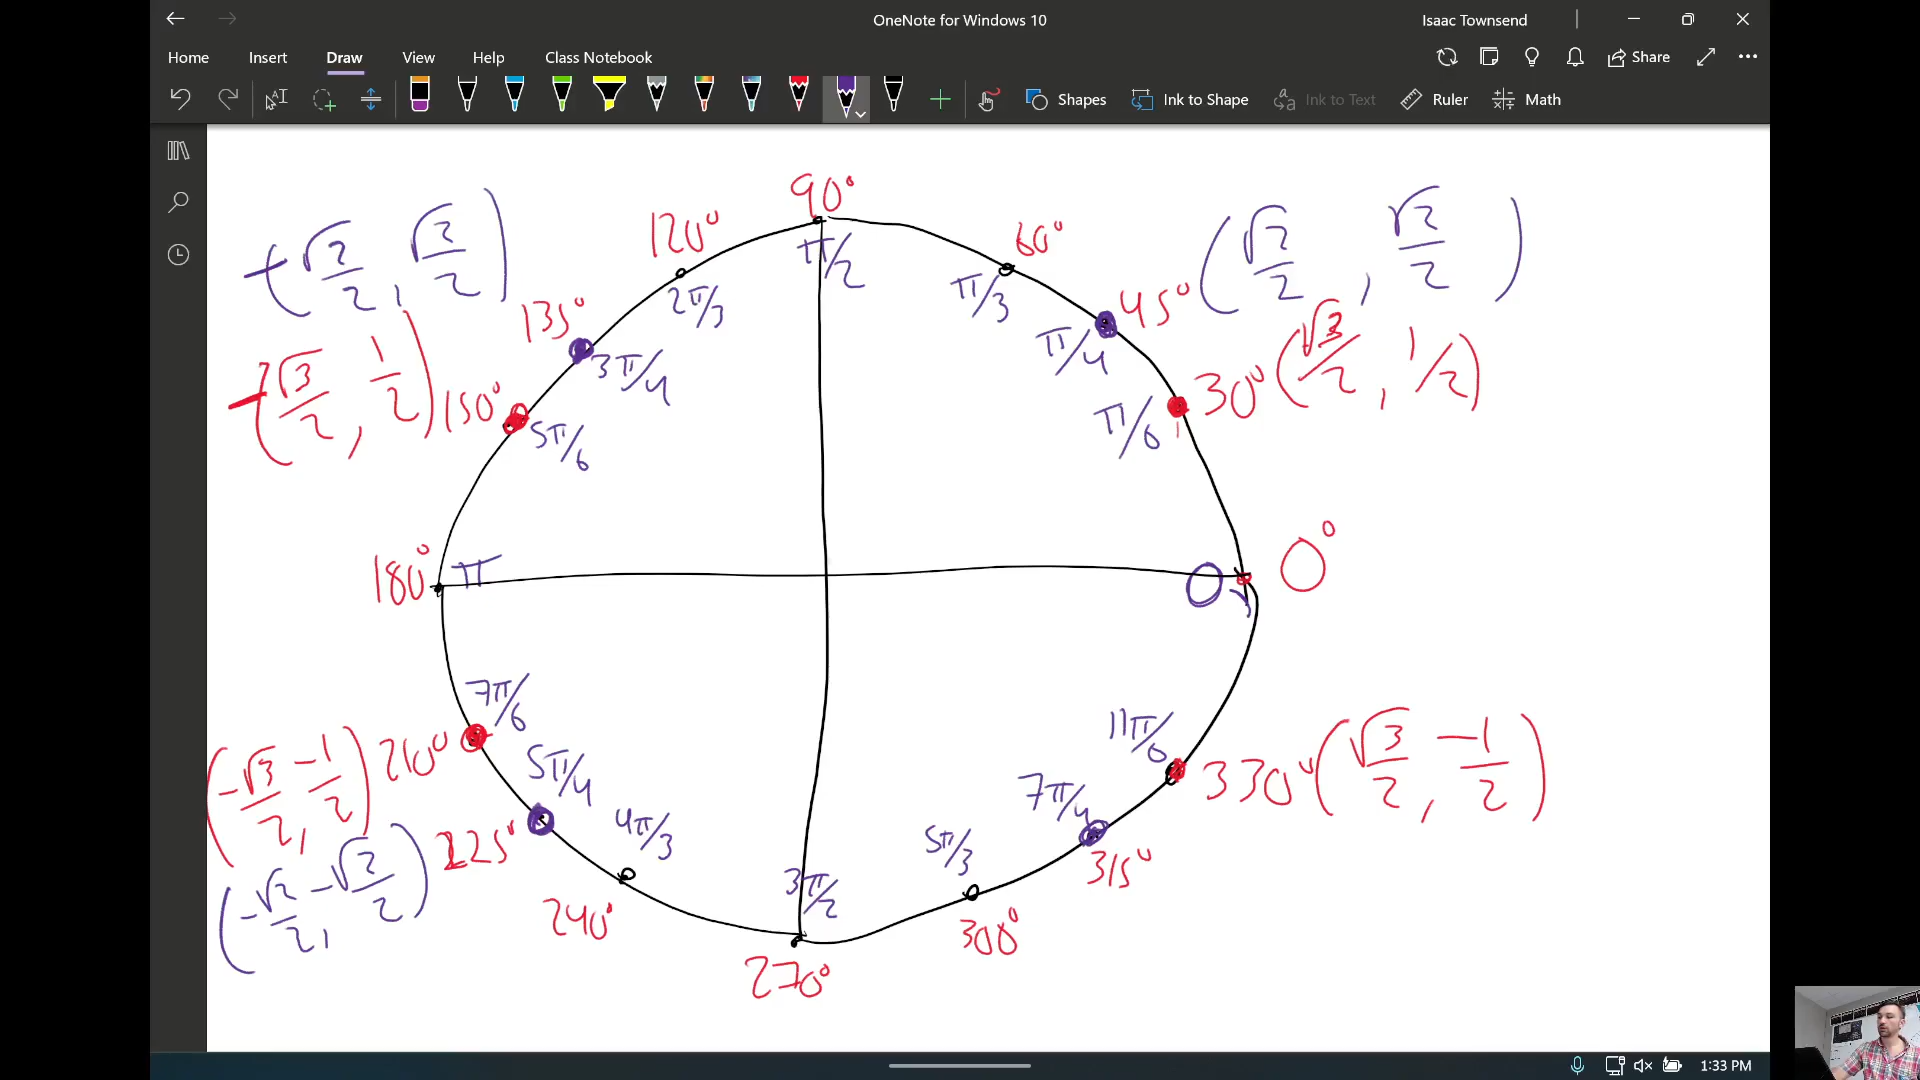 OneNote for Windows 10
Isaac Townsend
Home Insert Draw View Help Class Notebook
Share
Shapes Ink to Shape Ink to Text Ruler Math
90°
π/2
120°
2π/3
60°
π/3
(-√2/2, √2/2)
135°
3π/4
45° (√2/2, √2/2)
π/4
(-√3/2, 1/2) 150°
5π/6
30° (√3/2, 1/2)
π/6
180° π
0 0°
7π/6
(-√3/2, -1/2) 210°
11π/6
330° (√3/2, -1/2)
5π/4
(-√2/2, -√2/2) 225°
7π/4
315°
4π/3
240°
5π/3
300°
3π/2
270°
1:33 PM